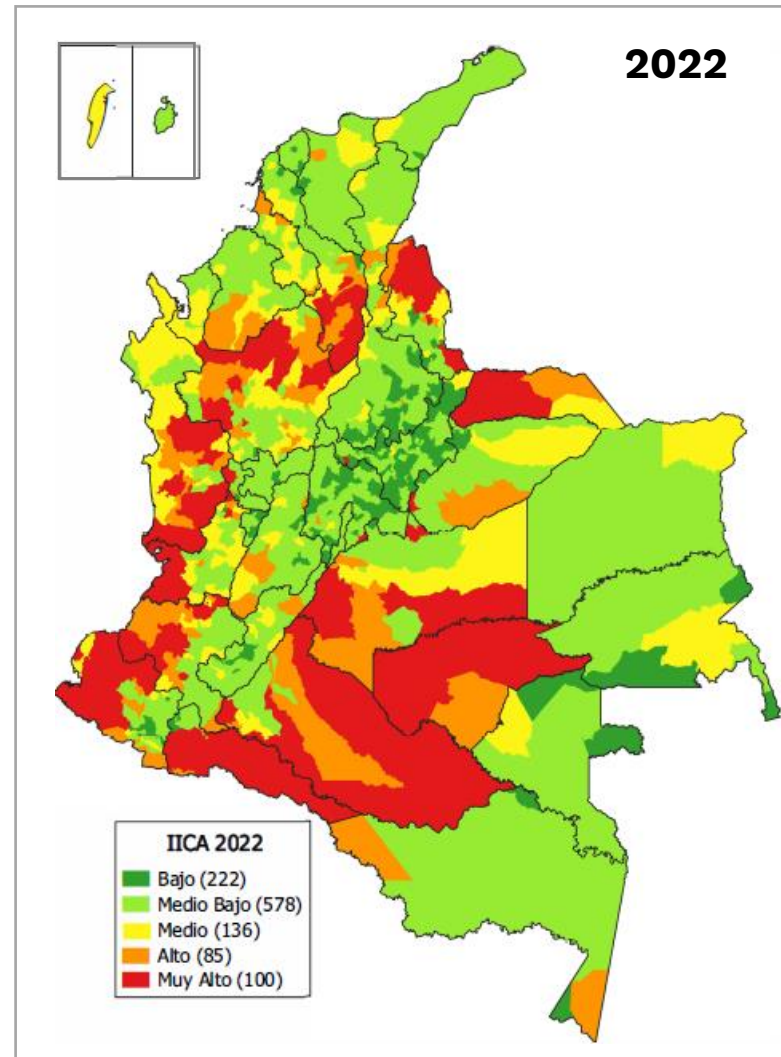 2022
IICA 2022
Bajo (222)
Medio Bajo (578)
Medio (136)
Alto (85)
Muy Alto (100)